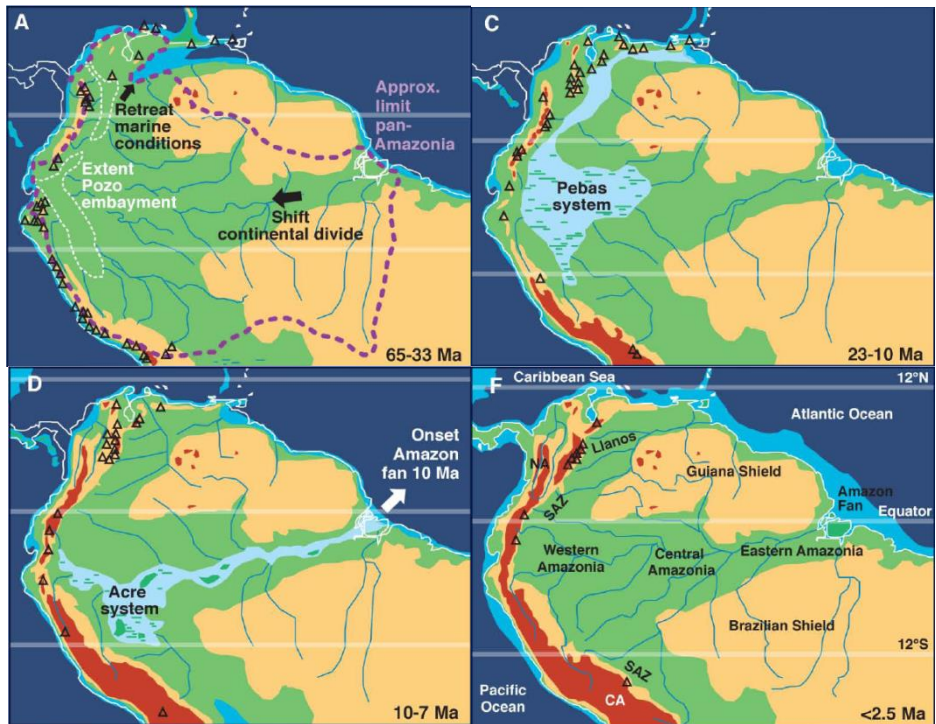 A
Approx.
limit
pan-
Amazonia
Retreat
marine
conditions
Extent
Pozo
embayment
Shift
continental divide
65-33 Ma
C
Pebas
system
23-10 Ma
D
Onset
Amazon
fan 10 Ma
Acre
system
10-7 Ma
F
Caribbean Sea
12°N
Atlantic Ocean
Llanos
NA
Guiana Shield
SAZ
Amazon
Fan
Equator
Western
Amazonia
Central
Amazonia
Eastern Amazonia
Brazilian Shield
12°S
SAZ
Pacific
Ocean
CA
<2.5 Ma